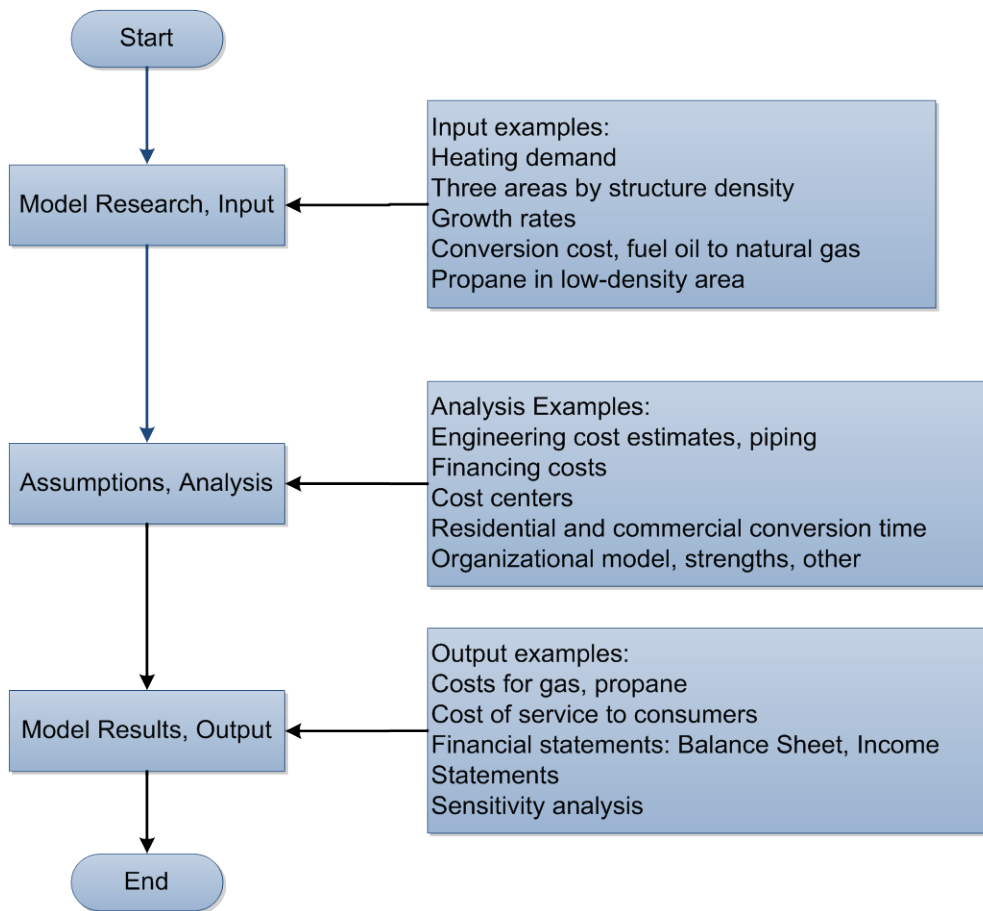 Start
Model Research, Input
Input examples:
Heating demand
Three areas by structure density
Growth rates
Conversion cost, fuel oil to natural gas
Propane in low-density area
Assumptions, Analysis
Analysis Examples:
Engineering cost estimates, piping
Financing costs
Cost centers
Residential and commercial conversion time
Organizational model, strengths, other
Model Results, Output
Output examples:
Costs for gas, propane
Cost of service to consumers
Financial statements: Balance Sheet, Income
Statements
Sensitivity analysis
End